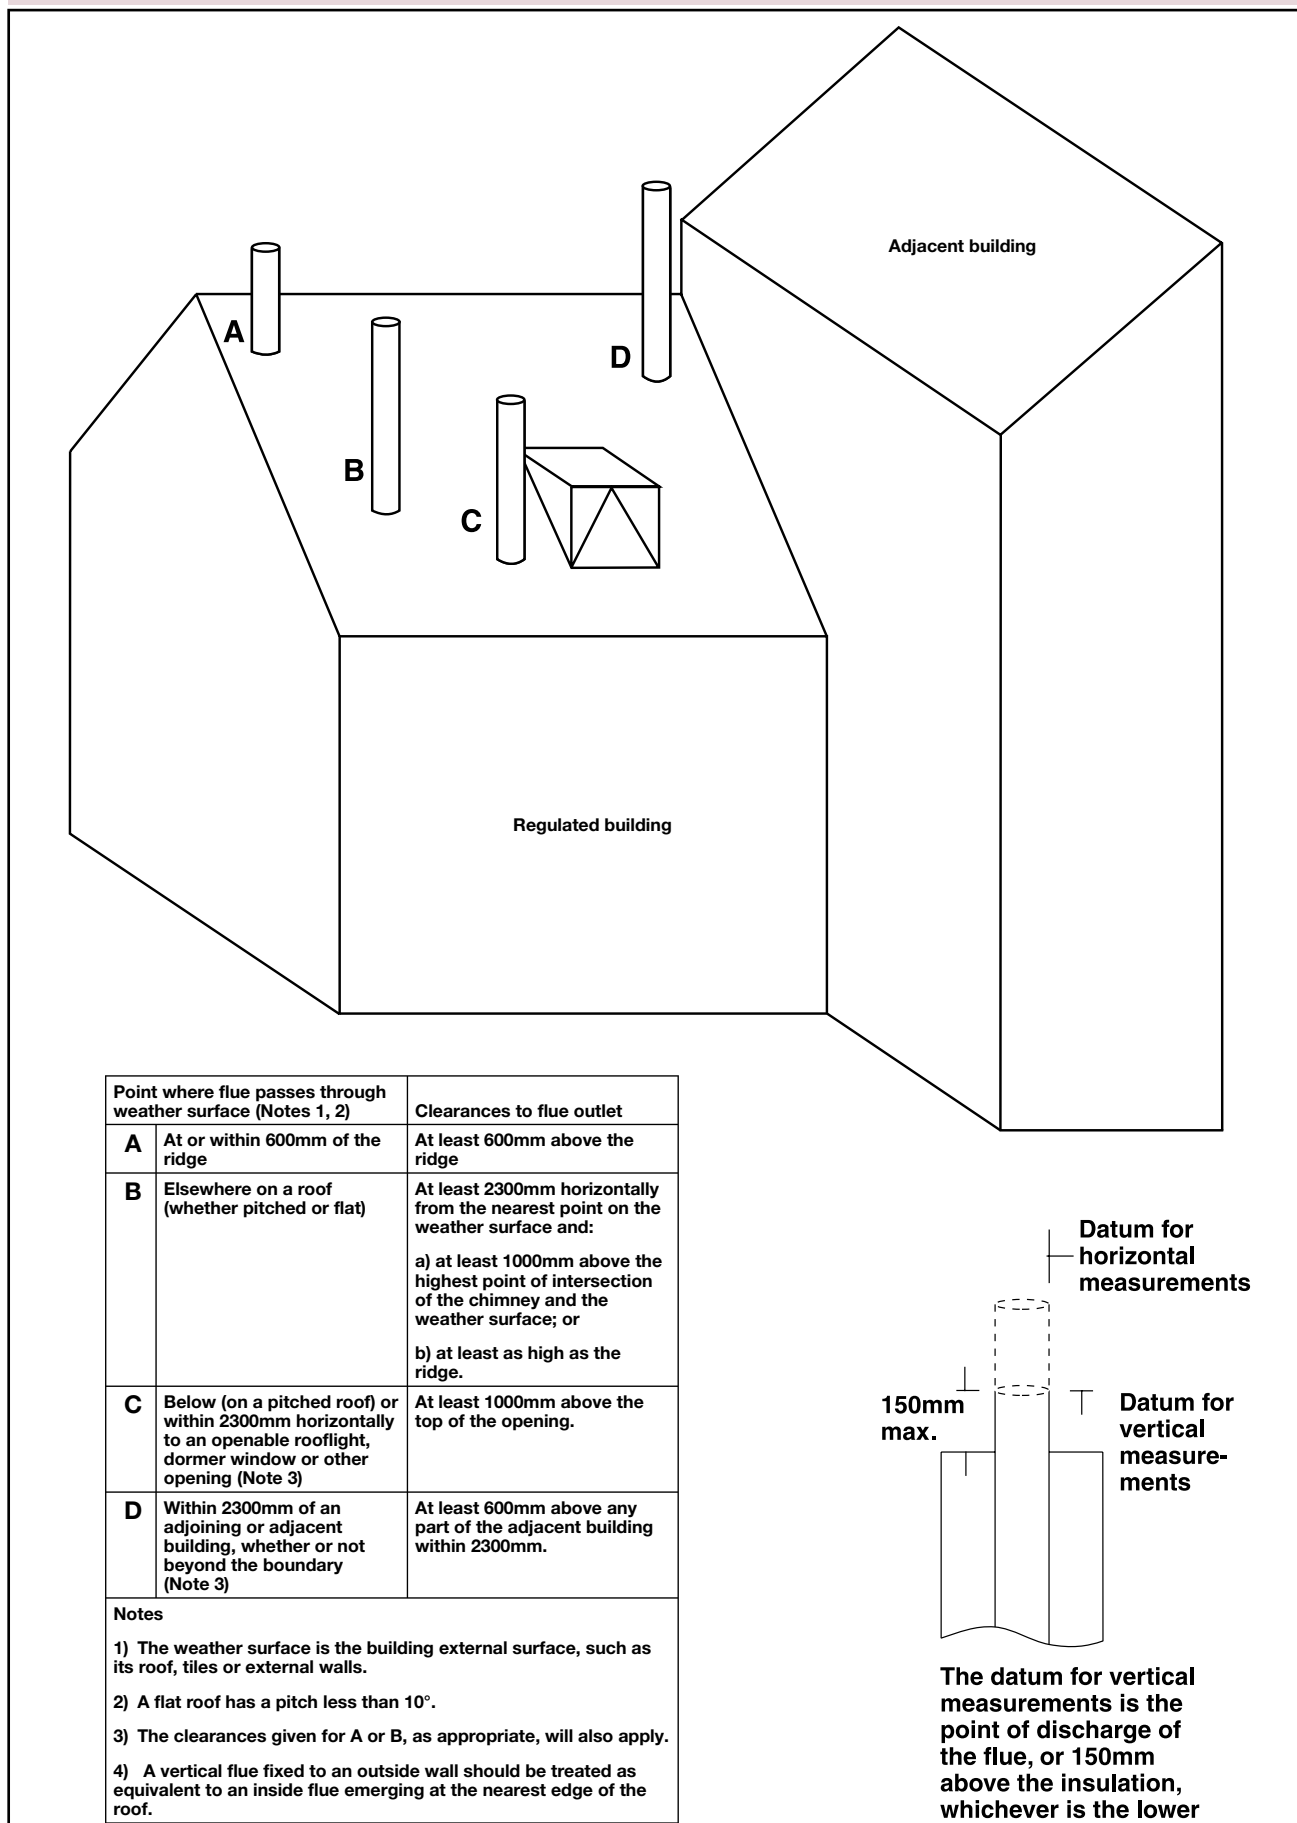 Adjacent building
A
D
B
C
Regulated building
Point where flue passes through
weather surface (Notes 1, 2)
Clearances to flue outlet
A
At or within 600mm of the
ridge
At least 600mm above the
ridge
B
Elsewhere on a roof
(whether pitched or flat)
At least 2300mm horizontally
from the nearest point on the
weather surface and:
a) at least 1000mm above the
highest point of intersection
of the chimney and the
weather surface; or
b) at least as high as the
ridge.
C
Below (on a pitched roof) or
within 2300mm horizontally
to an openable rooflight,
dormer window or other
opening (Note 3)
At least 1000mm above the
top of the opening.
D
Within 2300mm of an
adjoining or adjacent
building, whether or not
beyond the boundary
(Note 3)
At least 600mm above any
part of the adjacent building
within 2300mm.
Notes
1) The weather surface is the building external surface, such as
its roof, tiles or external walls.
2) A flat roof has a pitch less than 10°.
3) The clearances given for A or B, as appropriate, will also apply.
4) A vertical flue fixed to an outside wall should be treated as
equivalent to an inside flue emerging at the nearest edge of the
roof.
Datum for
horizontal
measurements
150mm
max.
Datum for
vertical
measure-
ments
The datum for vertical
measurements is the
point of discharge of
the flue, or 150mm
above the insulation,
whichever is the lower